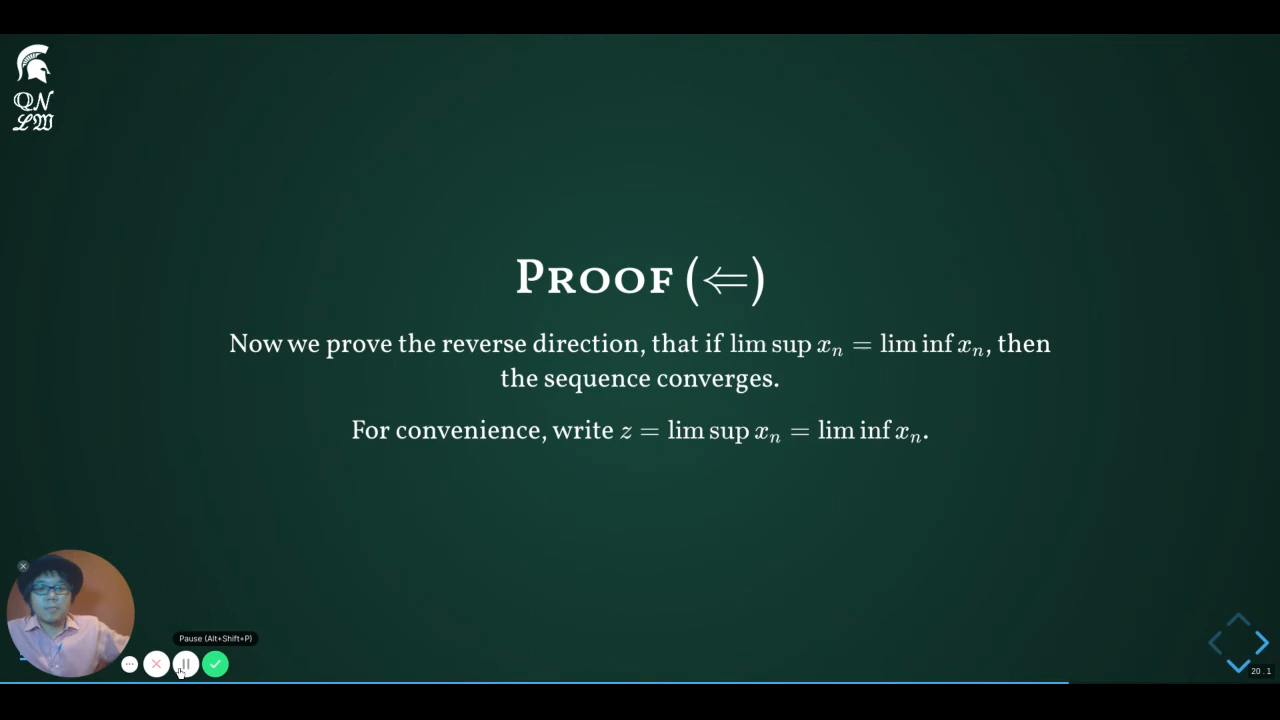 QN
LW
PROOF (⇐)
Now we prove the reverse direction, that if lim sup xₙ = lim inf xₙ, then
the sequence converges.
For convenience, write z = lim sup xₙ = lim inf xₙ.
Pause (Alt+Shift+P)
20.1